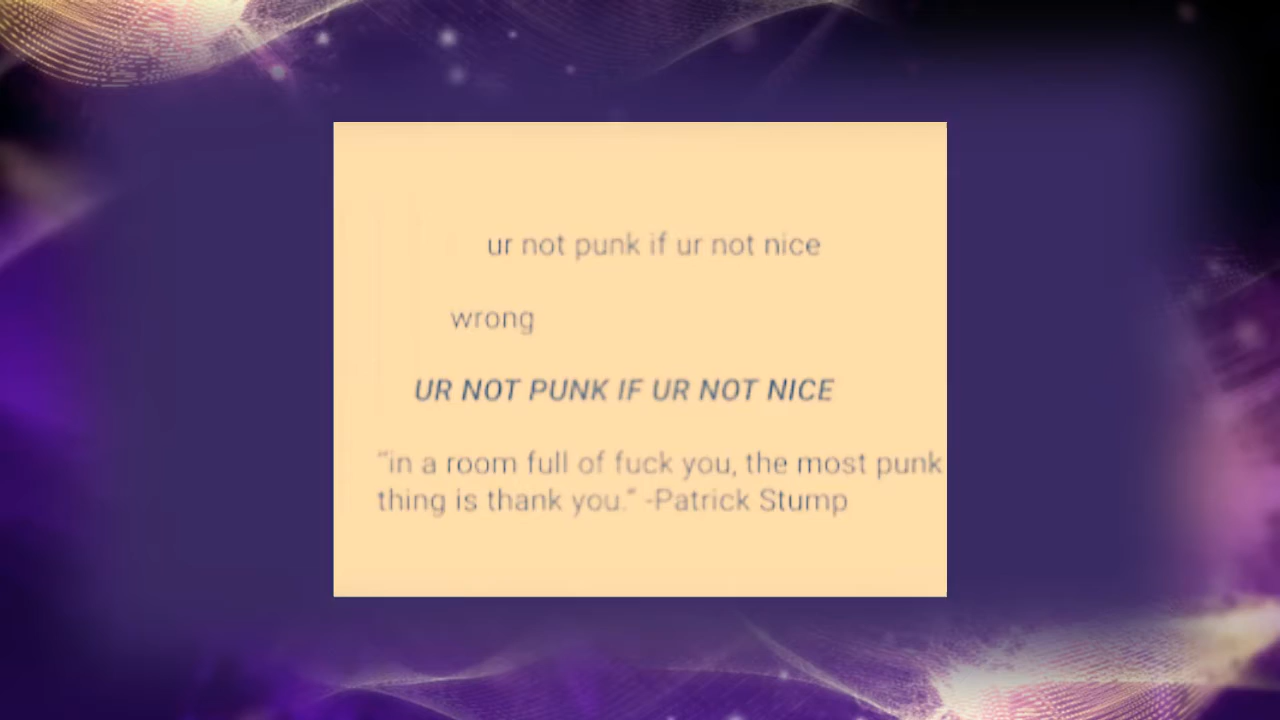 ur not punk if ur not nice
wrong
UR NOT PUNK IF UR NOT NICE
“in a room full of fuck you, the most punk
thing is thank you.” -Patrick Stump